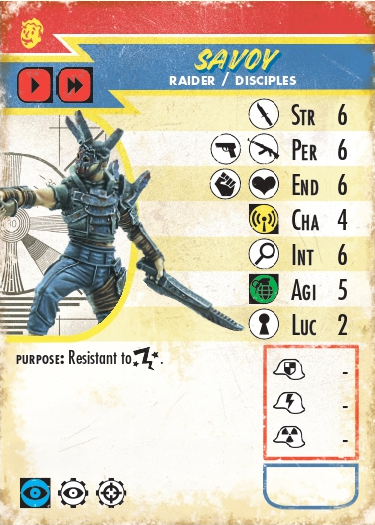 SAVOY
RAIDER / DISCIPLES
STR 6
PER 6
END 6
CHA 4
INT 6
AGI 5
LUC 2
PURPOSE: Resistant to .
-
-
-